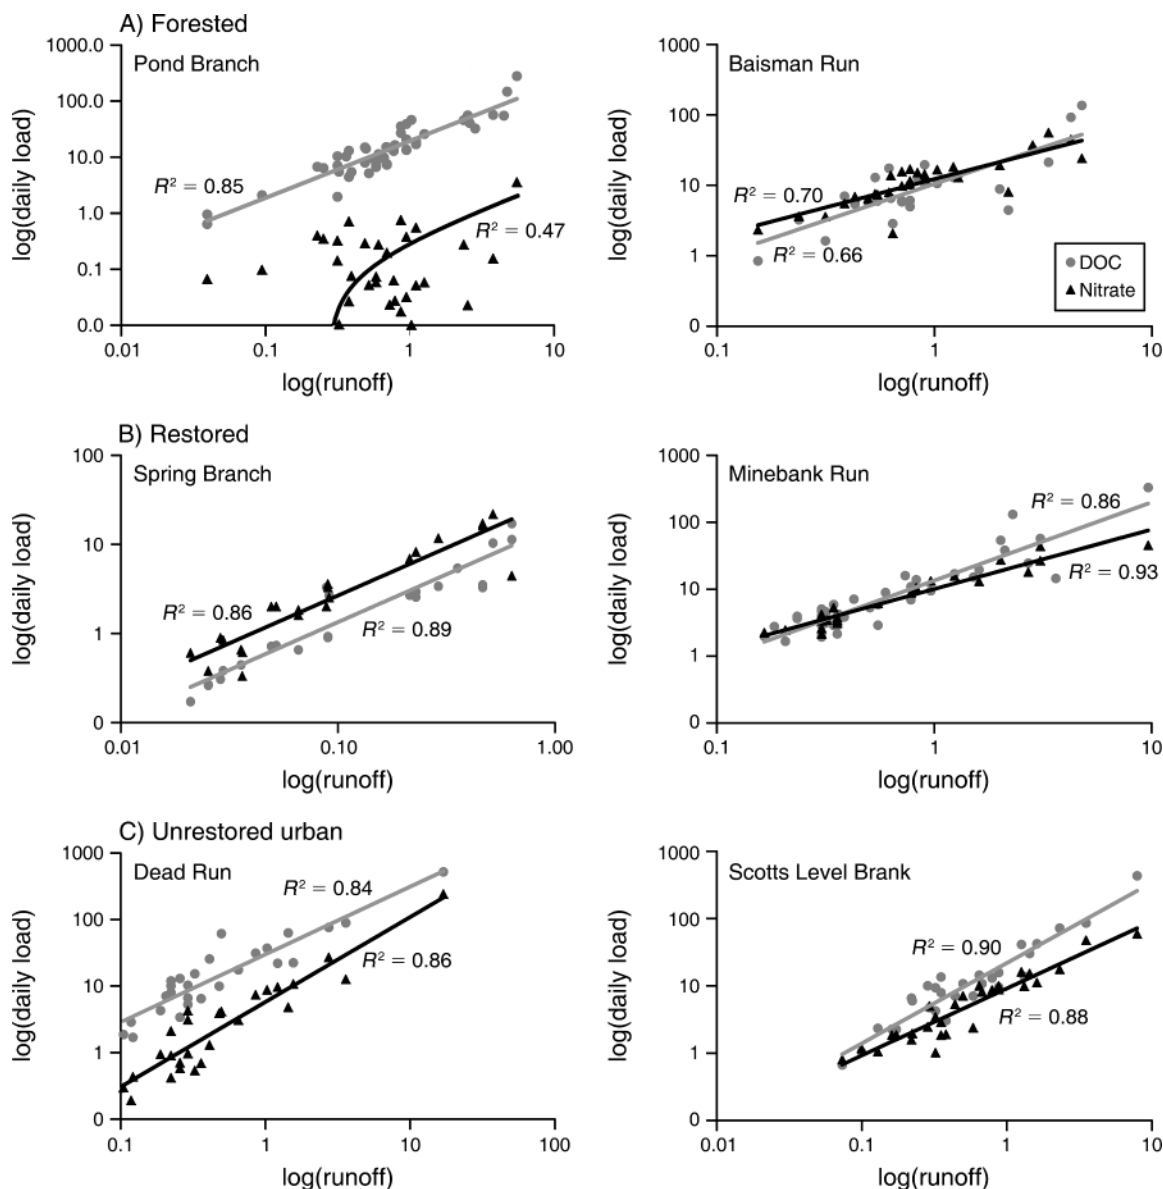 A) Forested
Pond Branch
log(daily load)
1000.0
100.0
10.0
1.0
0.1
0.0
R² = 0.85
R² = 0.47
0.01 0.1 1 10
log(runoff)
Baisman Run
log(daily load)
1000
100
10
1
0
R² = 0.70
R² = 0.66
DOC
Nitrate
0.1 1 10
log(runoff)
B) Restored
Spring Branch
log(daily load)
100
10
1
0
R² = 0.86
R² = 0.89
0.01 0.10 1.00
log(runoff)
Minebank Run
log(daily load)
1000
100
10
1
0
R² = 0.86
R² = 0.93
0.1 1 10
log(runoff)
C) Unrestored urban
Dead Run
log(daily load)
1000
100
10
1
0
R² = 0.84
R² = 0.86
0.1 1 10 100
log(runoff)
Scotts Level Brank
log(daily load)
1000
100
10
1
0
R² = 0.90
R² = 0.88
0.01 0.1 1 10
log(runoff)